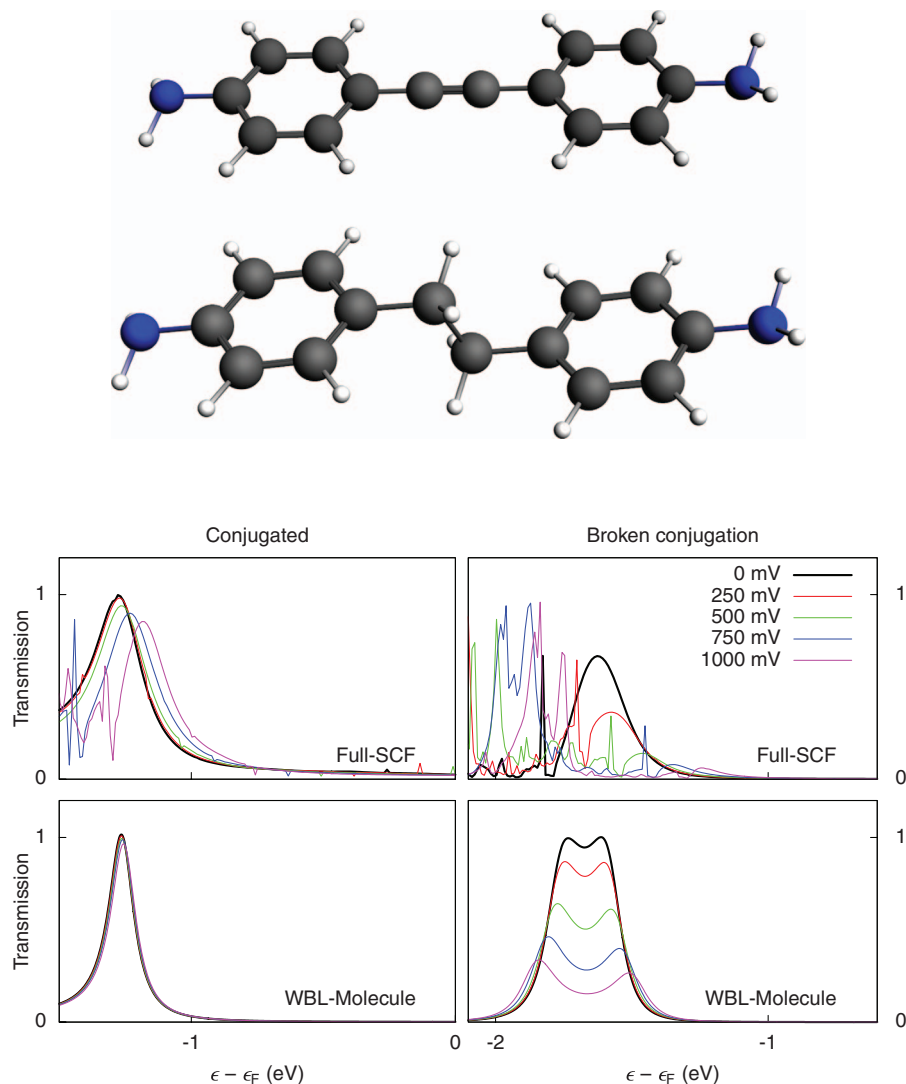 Conjugated
Broken conjugation
Transmission
1
0
Full-SCF
0 mV
250 mV
500 mV
750 mV
1000 mV
Full-SCF
1
0
Transmission
1
0
WBL-Molecule
WBL-Molecule
1
0
-1
0
-2
-1
ϵ − ϵF (eV)
ϵ − ϵF (eV)